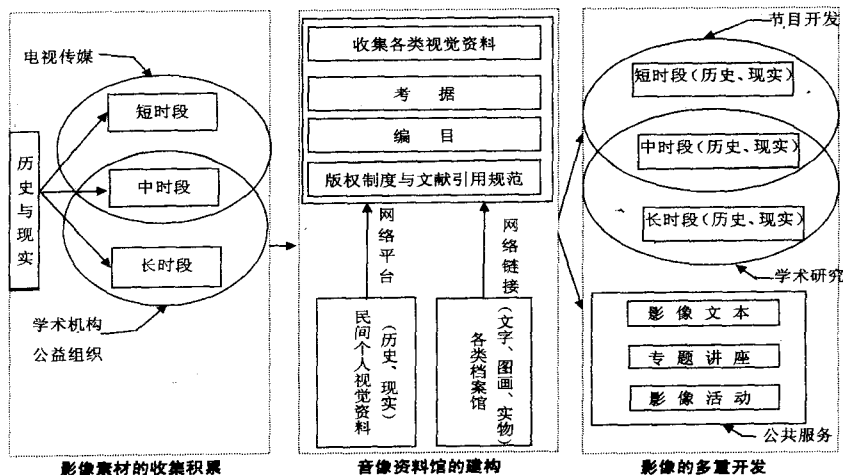 电视传媒
短时段
中时段
长时段
历史与现实
学术机构
公益组织
影像素材的收集积累
收集各类视觉资料
考 据
编 目
版权制度与文献引用规范
网络平台
网络链接
民间个人视觉资料
(历史、现实)
各类档案馆
(文字、图画、实物)
音像资料馆的建构
节目开发
短时段(历史、现实)
中时段(历史、现实)
长时段(历史、现实)
学术研究
影 像 文 本
专 题 讲 座
影 像 活 动
公共服务
影像的多重开发